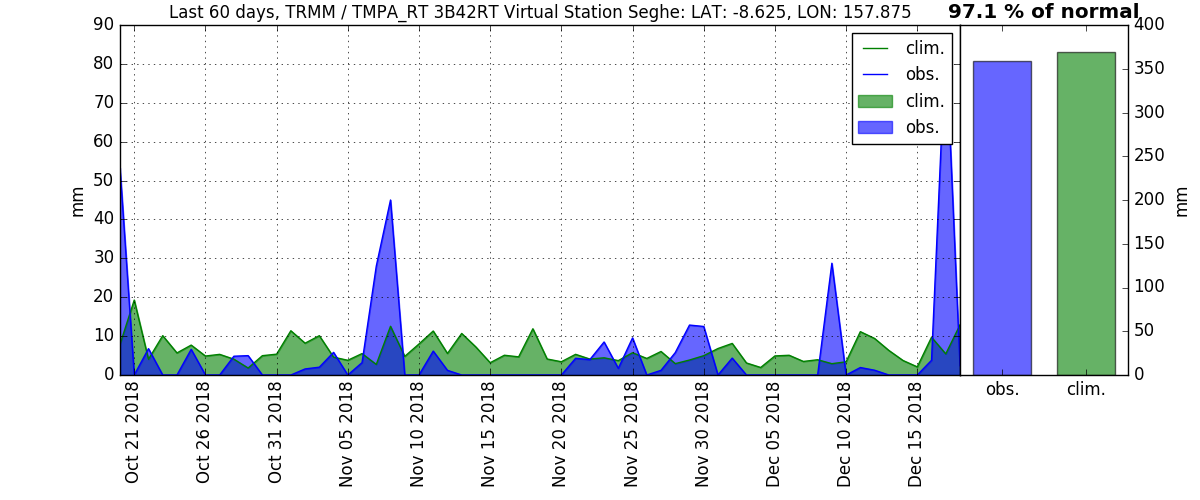 Last 60 days, TRMM / TMPA_RT 3B42RT Virtual Station Seghe: LAT: -8.625, LON: 157.875
97.1 % of normal
90
80
70
60
50
40
30
20
10
0
mm
clim.
obs.
clim.
obs.
400
350
300
250
200
150
100
50
0
mm
Oct 21 2018
Oct 26 2018
Oct 31 2018
Nov 05 2018
Nov 10 2018
Nov 15 2018
Nov 20 2018
Nov 25 2018
Nov 30 2018
Dec 05 2018
Dec 10 2018
Dec 15 2018
obs.
clim.